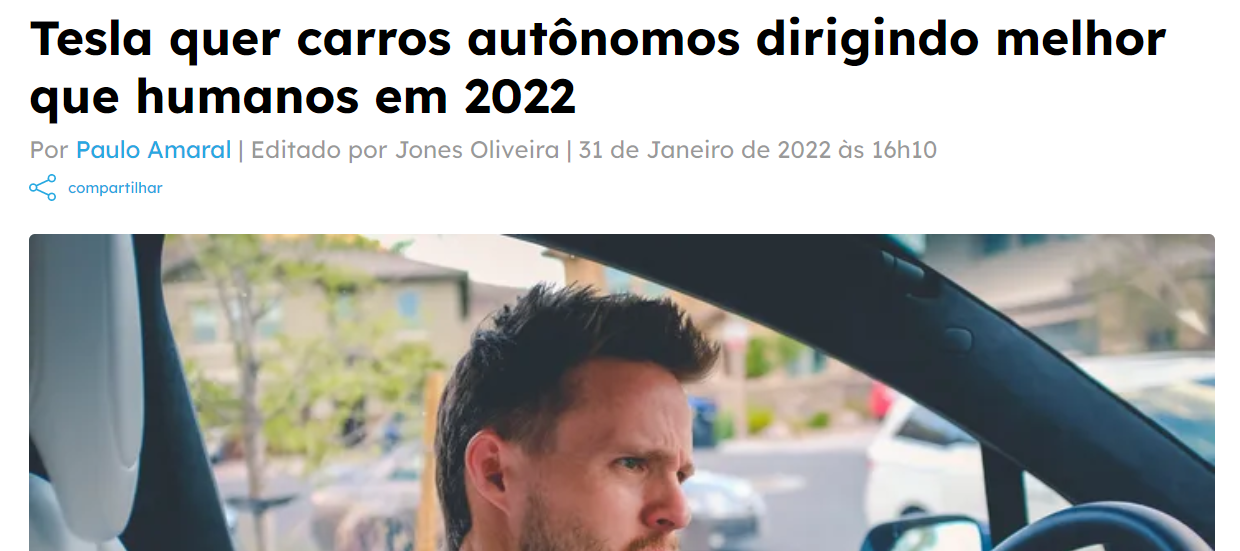 Tesla quer carros autônomos dirigindo melhor
que humanos em 2022
Por Paulo Amaral | Editado por Jones Oliveira | 31 de Janeiro de 2022 às 16h10
compartilhar